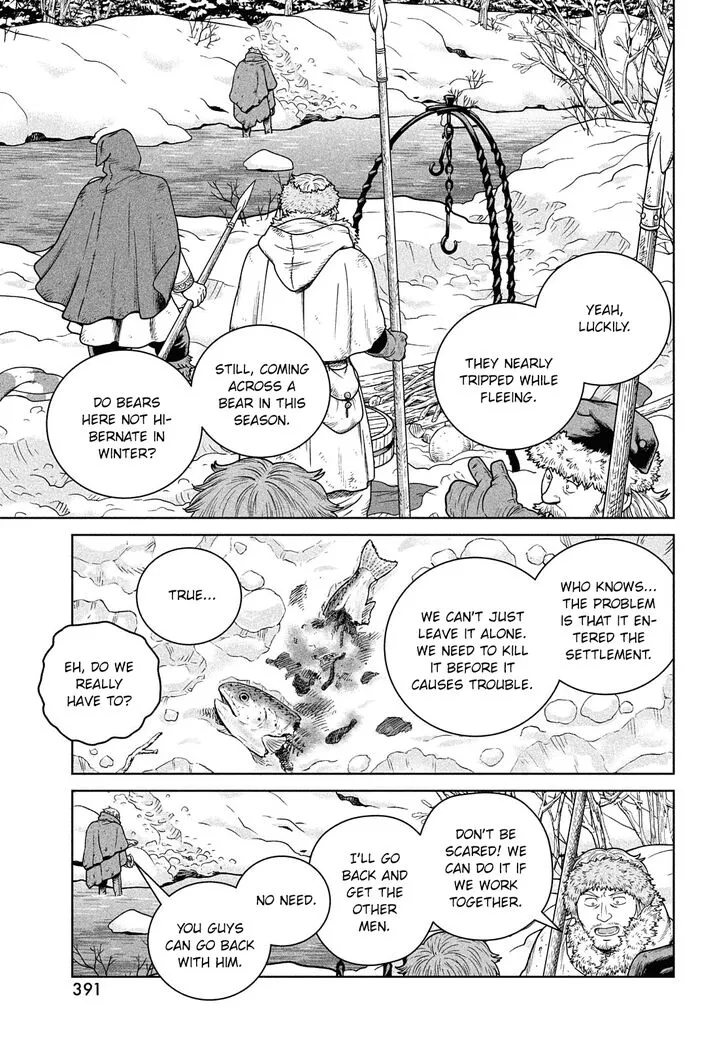 YEAH,
LUCKILY.
THEY NEARLY
TRIPPED WHILE
FLEEING.
STILL, COMING
ACROSS A
BEAR IN THIS
SEASON.
DO BEARS
HERE NOT HI-
BERNATE IN
WINTER?
WHO KNOWS...
THE PROBLEM
IS THAT IT EN-
TERED THE
SETTLEMENT.
WE CAN'T JUST
LEAVE IT ALONE.
WE NEED TO KILL
IT BEFORE IT
CAUSES TROUBLE.
TRUE...
EH, DO WE
REALLY
HAVE TO?
DON'T BE
SCARED! WE
CAN DO IT IF
WE WORK
TOGETHER.
I'LL GO
BACK AND
GET THE
OTHER
MEN.
NO NEED.
YOU GUYS
CAN GO BACK
WITH HIM.
391